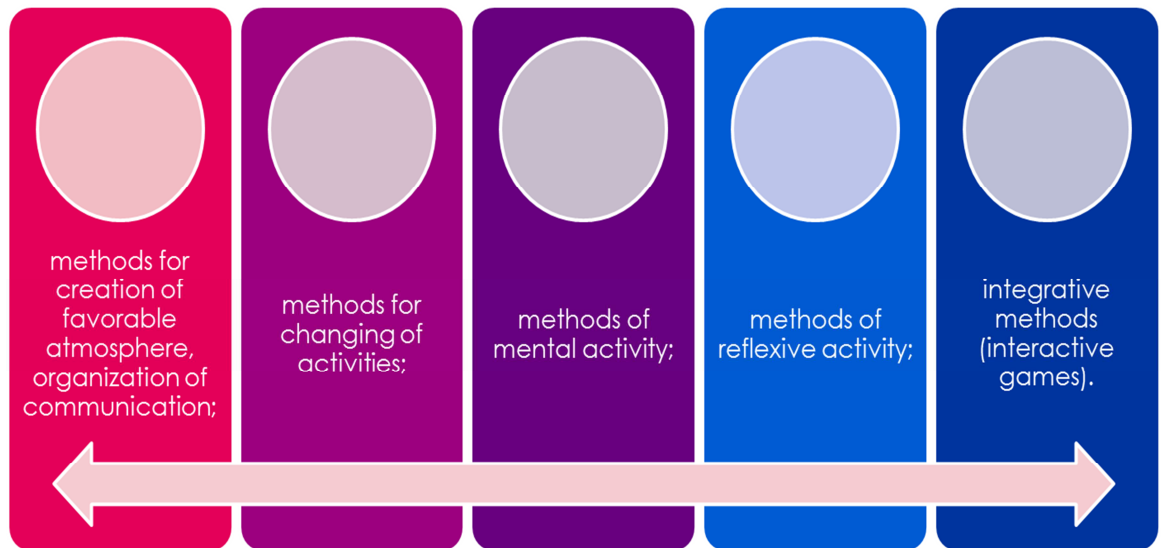 methods for
creation of
favorable
atmosphere,
organization of
communication;
methods for
changing of
activities;
methods of
mental activity;
methods of
reflexive activity;
integrative
methods
(interactive
games).